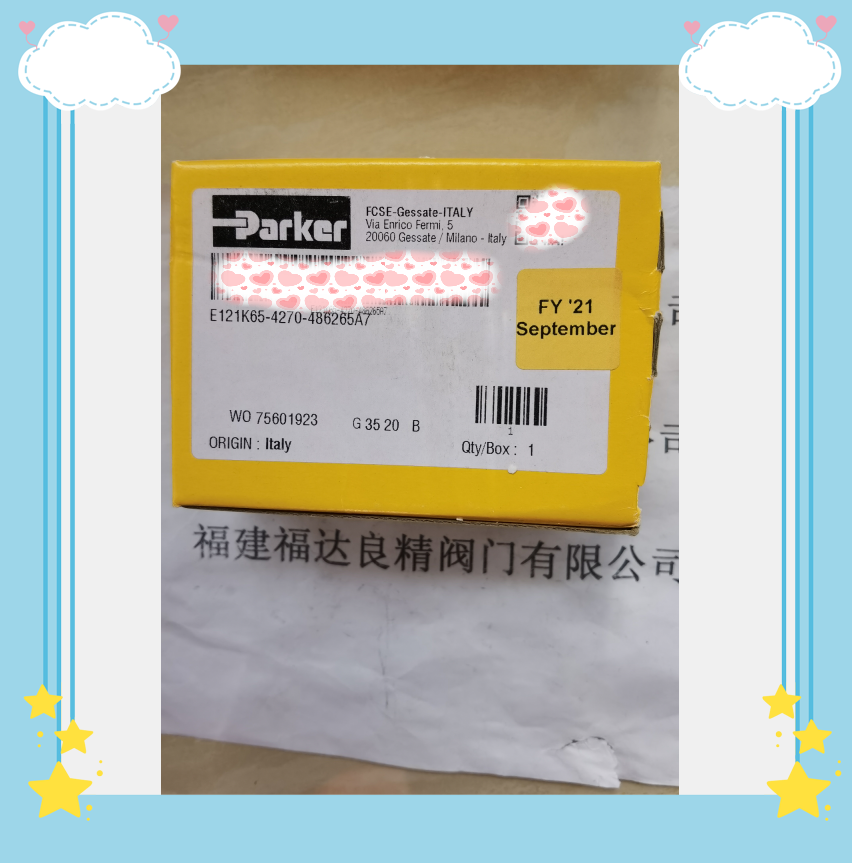 Parker
FCSE-Gessate-ITALY
Via Enrico Fermi, 5
20060 Gessate / Milano - Italy
E121K65-4270-486265A7
FY '21
September
1
WO 75601923
G 35 20 B
ORIGIN : Italy
Qty/Box : 1
司
司
福建福达良精阀门有限公司